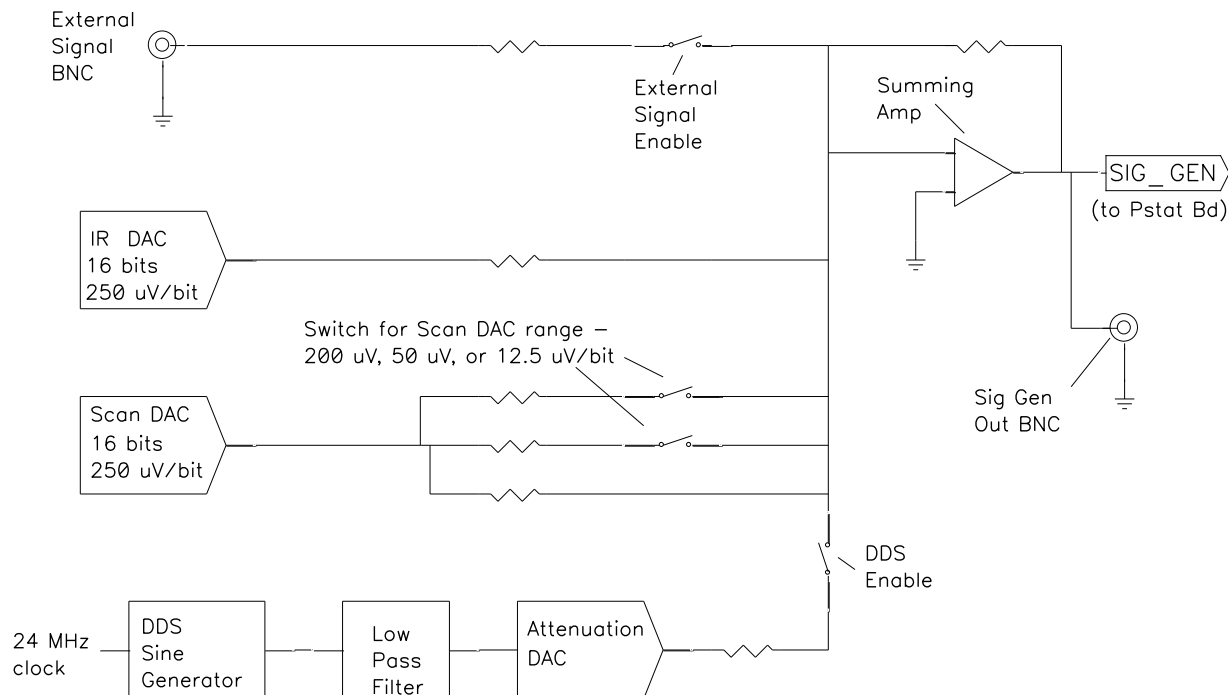 External
Signal
BNC
External
Signal
Enable
Summing
Amp
SIG_GEN
(to Pstat Bd)
IR DAC
16 bits
250 uV/bit
Switch for Scan DAC range –
200 uV, 50 uV, or 12.5 uV/bit
Sig Gen
Out BNC
Scan DAC
16 bits
250 uV/bit
DDS
Enable
24 MHz
clock
DDS
Sine
Generator
Low
Pass
Filter
Attenuation
DAC